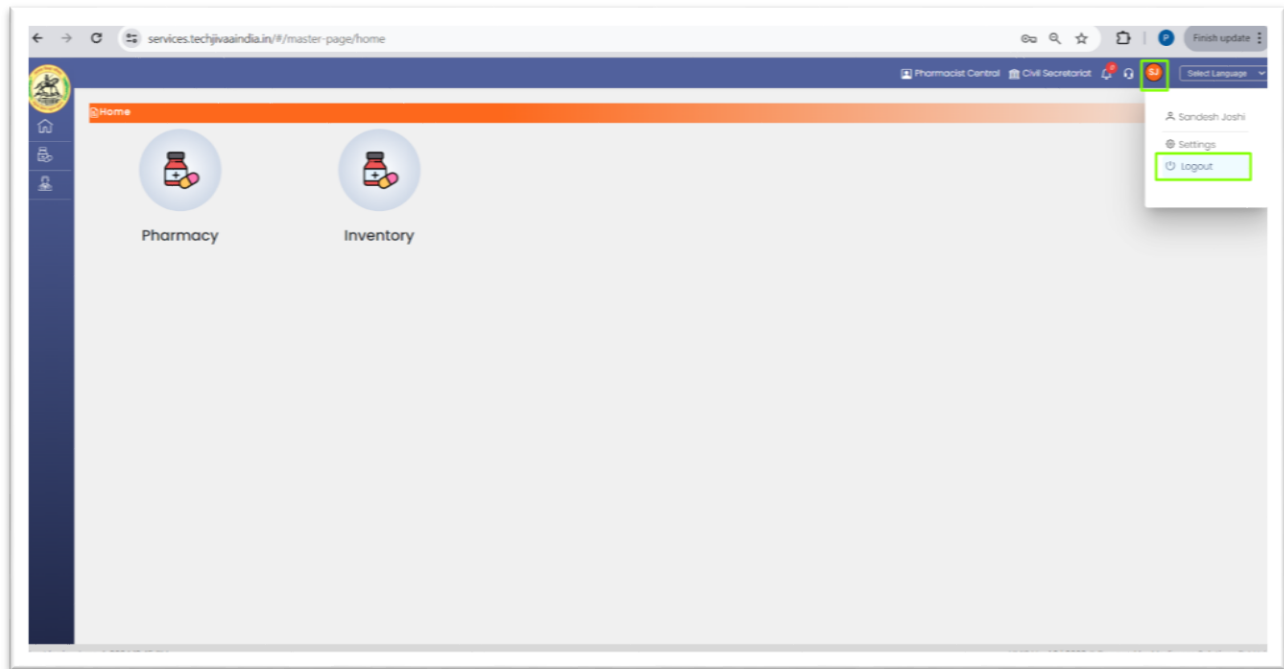 services.techjivaaindia.in/#/master-page/home
P
Finish update
Pharmacist Central
Civil Secretariat
SJ
Select Language
Home
Sandesh Joshi
Settings
Logout
Pharmacy
Inventory